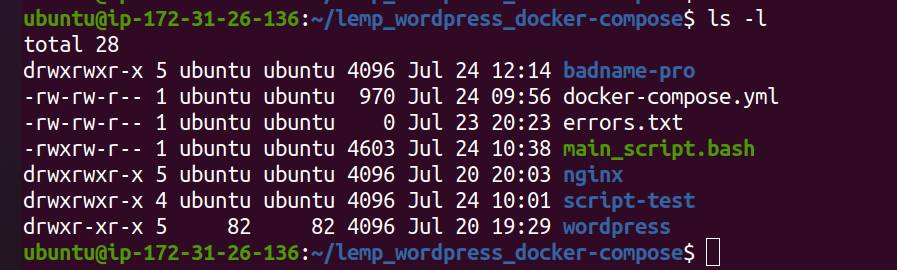 ubuntu@ip-172-31-26-136:~/lemp_wordpress_docker-compose$ ls -l
total 28
drwxrwxr-x 5 ubuntu ubuntu 4096 Jul 24 12:14 badname-pro
-rw-rw-r-- 1 ubuntu ubuntu  970 Jul 24 09:56 docker-compose.yml
-rw-rw-r-- 1 ubuntu ubuntu    0 Jul 23 20:23 errors.txt
-rwxrw-r-- 1 ubuntu ubuntu 4603 Jul 24 10:38 main_script.bash
drwxrwxr-x 5 ubuntu ubuntu 4096 Jul 20 20:03 nginx
drwxrwxr-x 4 ubuntu ubuntu 4096 Jul 24 10:01 script-test
drwxr-xr-x 5     82     82 4096 Jul 20 19:29 wordpress
ubuntu@ip-172-31-26-136:~/lemp_wordpress_docker-compose$